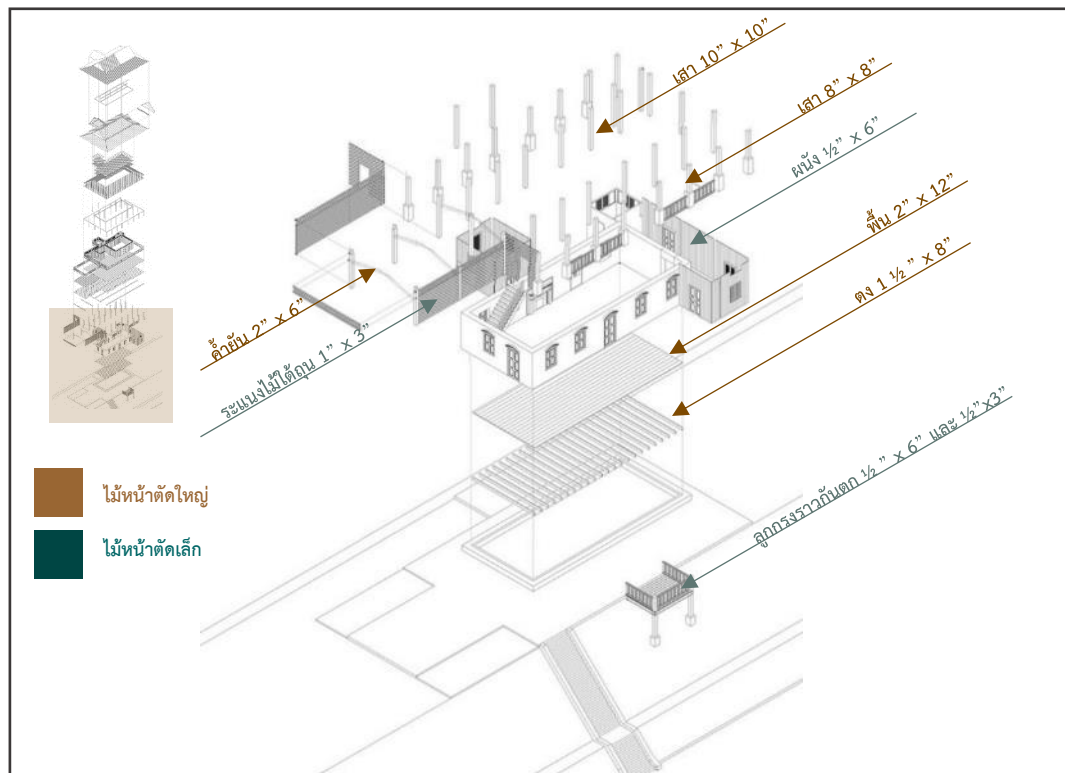 เสา 10” x 10”
เสา 8” x 8”
ผนัง ½” x 6”
พื้น 2” x 12”
ตง 1 ½” x 8”
ค้ำยัน 2” x 6”
ระแนงไม้ใต้ถุน 1” x 3”
ลูกกรงราวกันตก ½ ” x 6” และ ½”x3”
ไม้หน้าตัดใหญ่
ไม้หน้าตัดเล็ก